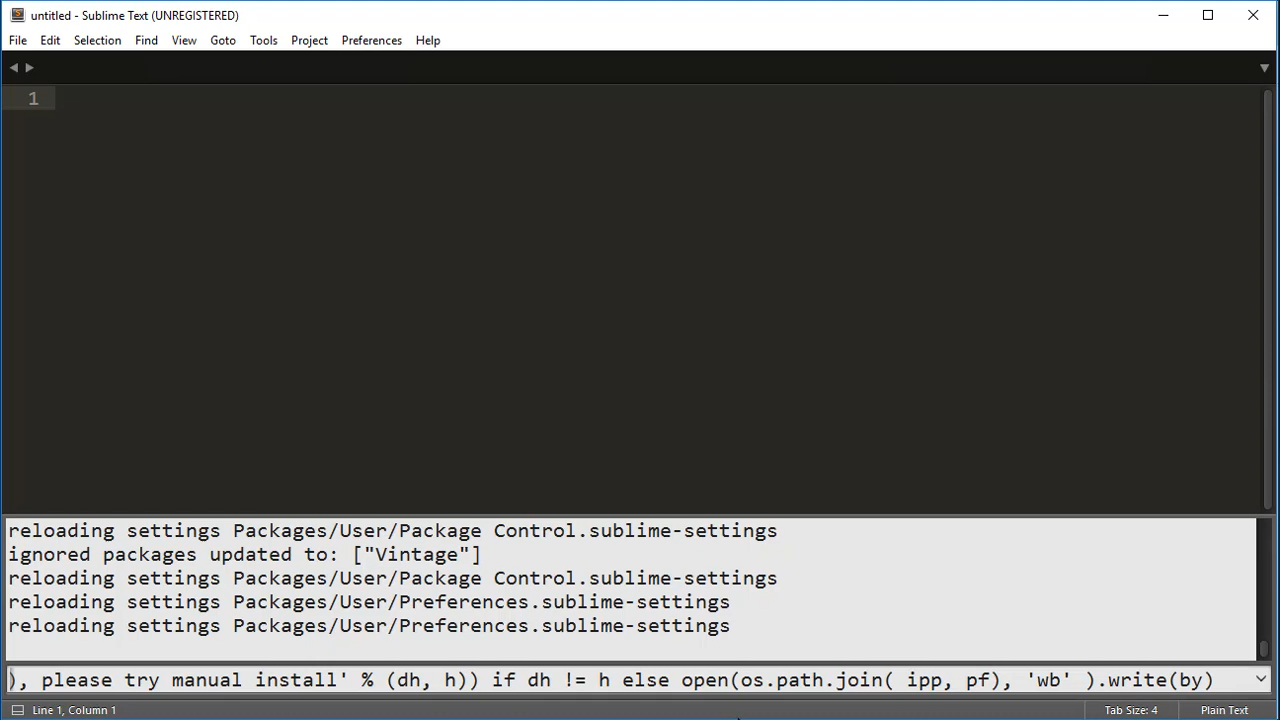 untitled - Sublime Text (UNREGISTERED)
File Edit Selection Find View Goto Tools Project Preferences Help
1
reloading settings Packages/User/Package Control.sublime-settings
ignored packages updated to: ["Vintage"]
reloading settings Packages/User/Package Control.sublime-settings
reloading settings Packages/User/Preferences.sublime-settings
reloading settings Packages/User/Preferences.sublime-settings
), please try manual install' % (dh, h)) if dh != h else open(os.path.join( ipp, pf), 'wb' ).write(by)
Line 1, Column 1 Tab Size: 4 Plain Text